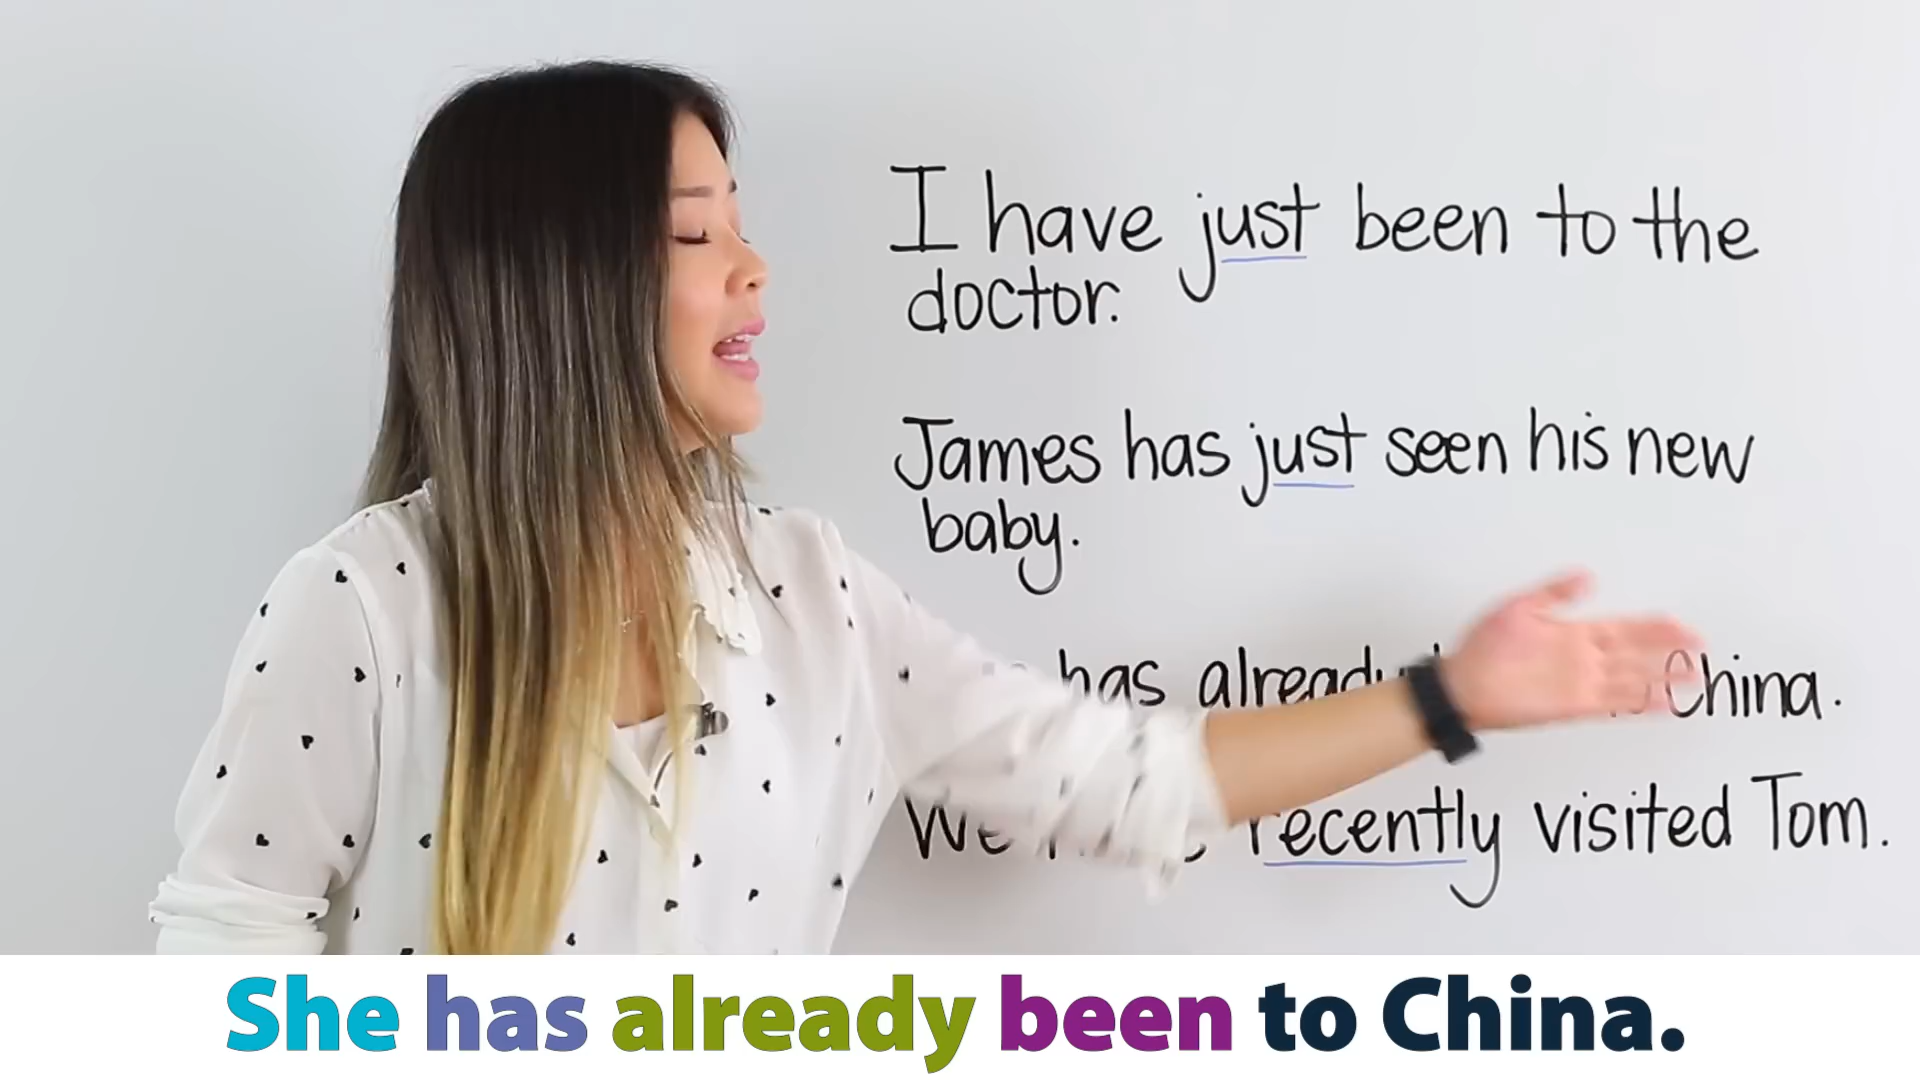 I have just been to the
doctor.
James has just seen his new
baby.
has already China.
We recently visited Tom.
She has already been to China.